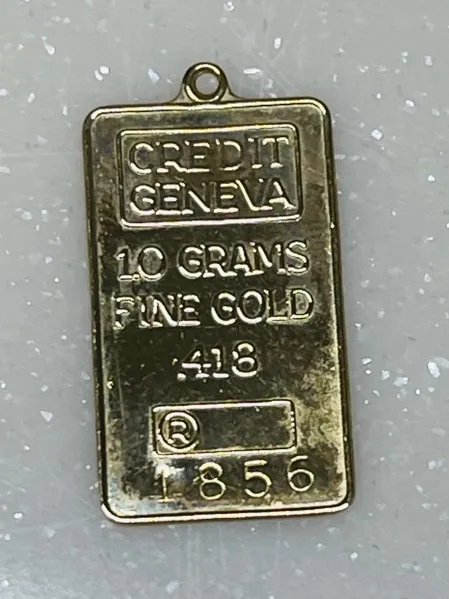 CREDIT
GENEVA
1.0 GRAMS
FINE GOLD
.418
®
1856